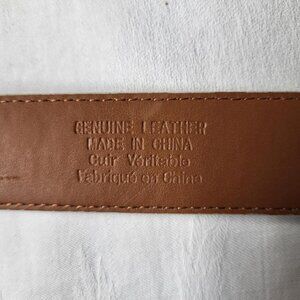 GENUINE LEATHER
MADE IN CHINA
Cuir Véritable
Fabriqué en Chine